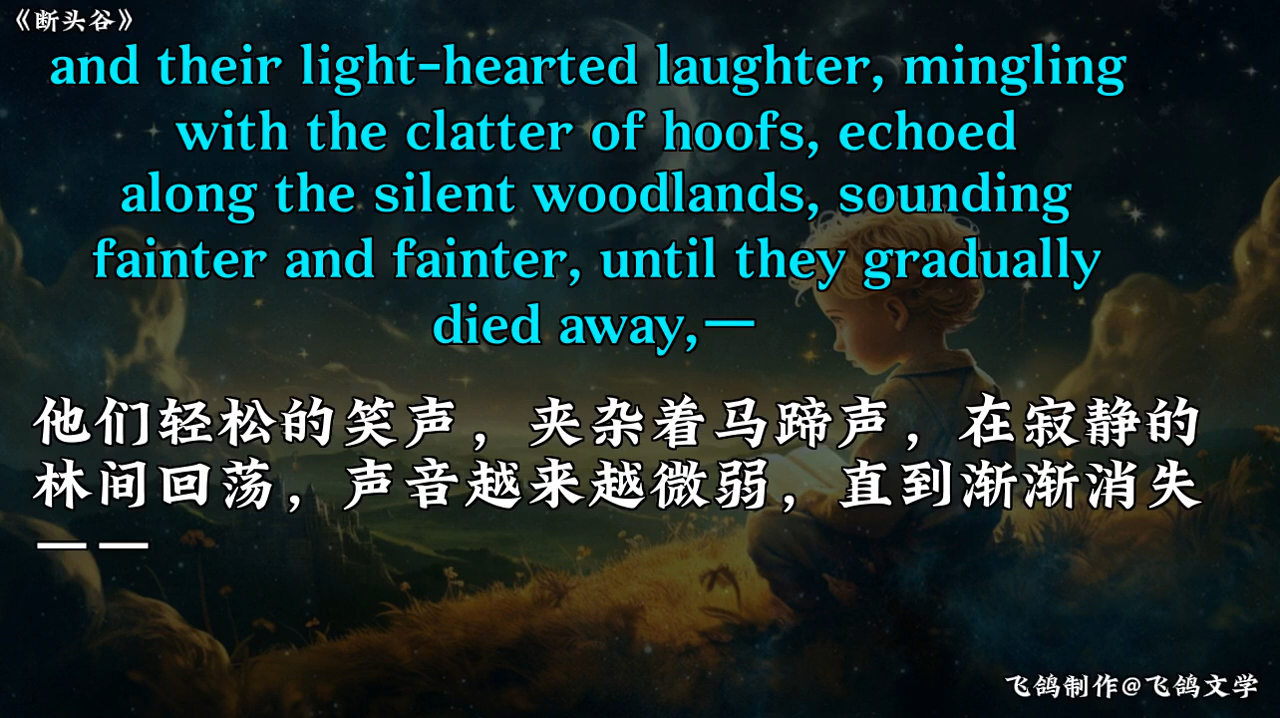 《断头谷》
and their light-hearted laughter, mingling
with the clatter of hoofs, echoed
along the silent woodlands, sounding
fainter and fainter, until they gradually
died away,—
他们轻松的笑声，夹杂着马蹄声，在寂静的
林间回荡，声音越来越微弱，直到渐渐消失
——
飞鸽制作@飞鸽文学